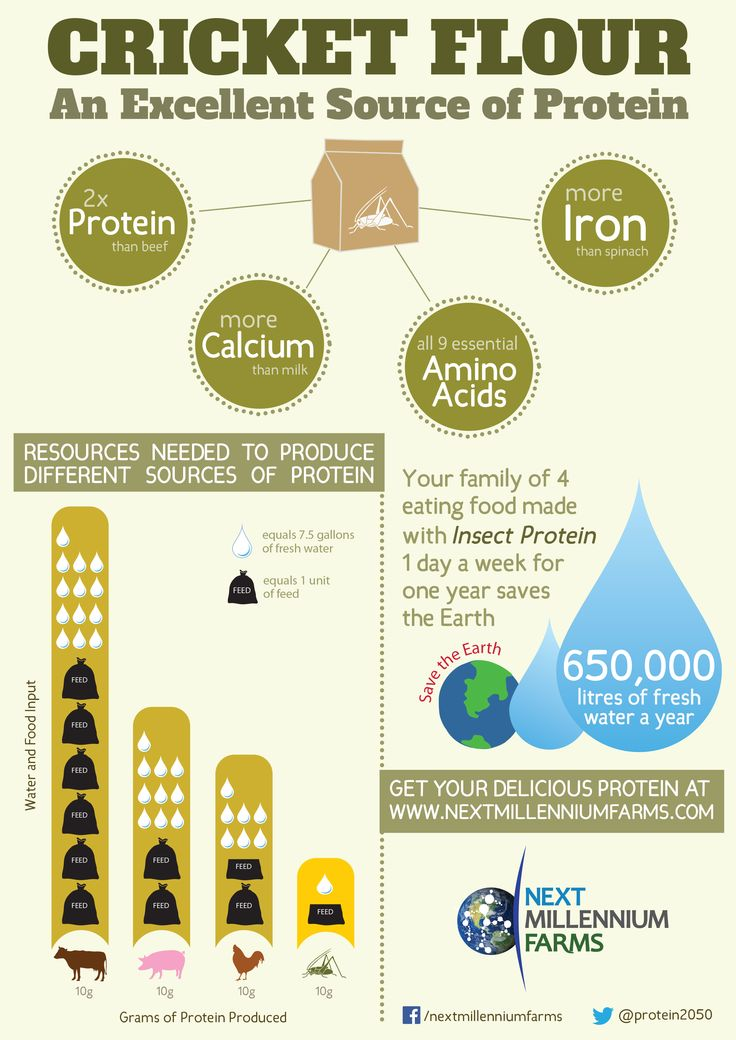 CRICKET FLOUR
An Excellent Source of Protein
2x
Protein
than beef
more
Iron
than spinach
more
Calcium
than milk
all 9 essential
Amino
Acids
RESOURCES NEEDED TO PRODUCE
DIFFERENT SOURCES OF PROTEIN
equals 7.5 gallons
of fresh water
FEED
equals 1 unit
of feed
Water and Food Input
FEED
FEED
FEED
FEED
FEED
FEED
FEED
FEED
FEED
FEED
FEED
10g
10g
10g
10g
Grams of Protein Produced
Your family of 4
eating food made
with Insect Protein
1 day a week for
one year saves
the Earth
Save the Earth
650,000
litres of fresh
water a year
GET YOUR DELICIOUS PROTEIN AT
WWW.NEXTMILLENNIUMFARMS.COM
NEXT
MILLENNIUM
FARMS
/nextmillenniumfarms
@protein2050